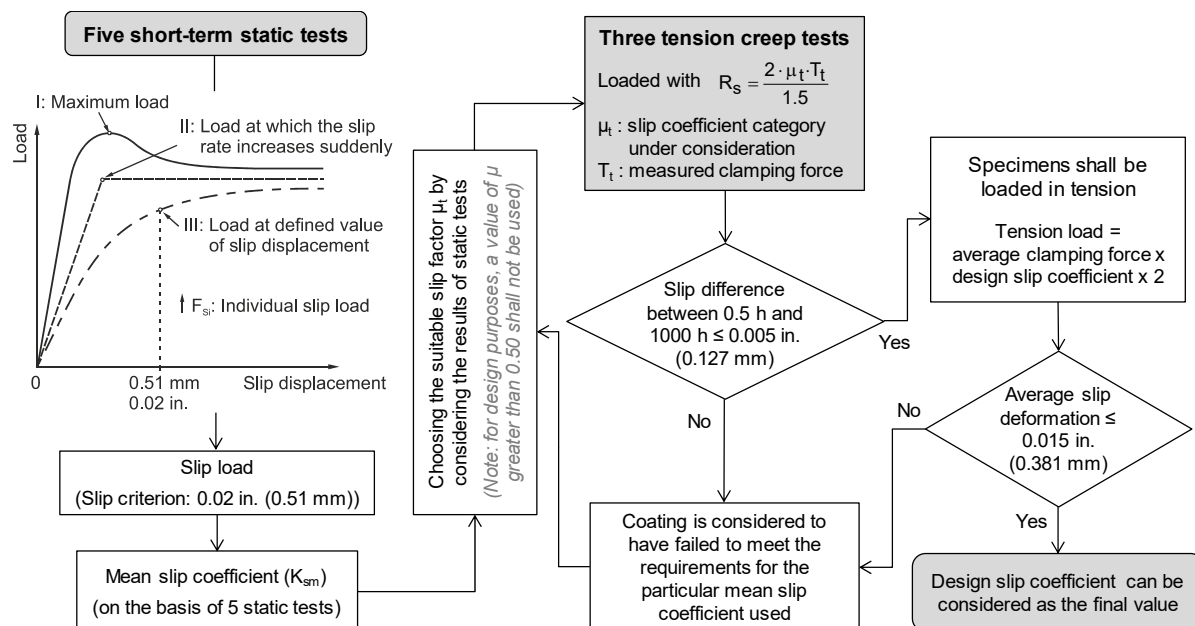 Five short-term static tests
I: Maximum load
II: Load at which the slip
rate increases suddenly
Load
III: Load at defined value
of slip displacement
F_Si: Individual slip load
0
0.51 mm
0.02 in.
Slip displacement
Slip load
(Slip criterion: 0.02 in. (0.51 mm))
Mean slip coefficient (K_sm)
(on the basis of 5 static tests)
Choosing the suitable slip factor μ_t by
considering the results of static tests
(Note: for design purposes, a value of μ
greater than 0.50 shall not be used)
Three tension creep tests
Loaded with R_s = 2 · μ_t · T_t / 1.5
μ_t : slip coefficient category
under consideration
T_t : measured clamping force
Slip difference
between 0.5 h and
1000 h ≤ 0.005 in.
(0.127 mm)
Yes
No
Coating is considered to
have failed to meet the
requirements for the
particular mean slip
coefficient used
Specimens shall be
loaded in tension
Tension load =
average clamping force x
design slip coefficient x 2
Average slip
deformation ≤
0.015 in.
(0.381 mm)
No
Yes
Design slip coefficient can be
considered as the final value